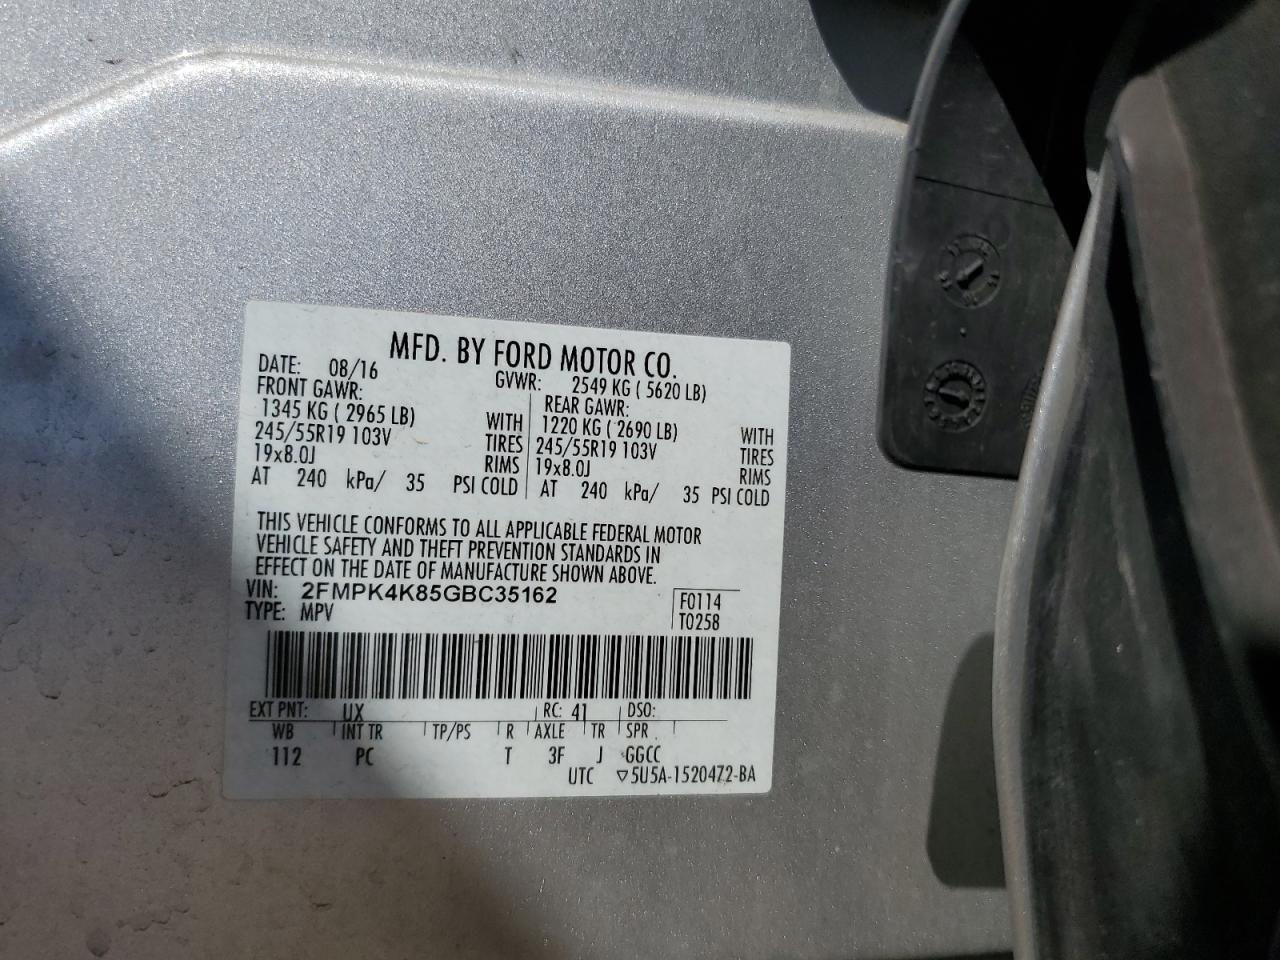 MFD. BY FORD MOTOR CO.
DATE: 08/16 GVWR: 2549 KG ( 5620 LB)
FRONT GAWR: REAR GAWR:
1345 KG ( 2965 LB) WITH 1220 KG ( 2690 LB) WITH
245/55R19 103V TIRES 245/55R19 103V TIRES
19x8.0J RIMS 19x8.0J RIMS
AT 240 kPa/ 35 PSI COLD AT 240 kPa/ 35 PSI COLD
THIS VEHICLE CONFORMS TO ALL APPLICABLE FEDERAL MOTOR
VEHICLE SAFETY AND THEFT PREVENTION STANDARDS IN
EFFECT ON THE DATE OF MANUFACTURE SHOWN ABOVE.
VIN: 2FMPK4K85GBC35162 F0114
TYPE: MPV T0258
EXT PNT: UX RC: 41 DSO:
WB INT TR TP/PS R AXLE TR SPR
112 PC T 3F J GGCC
UTC ▽5U5A-1520472-BA